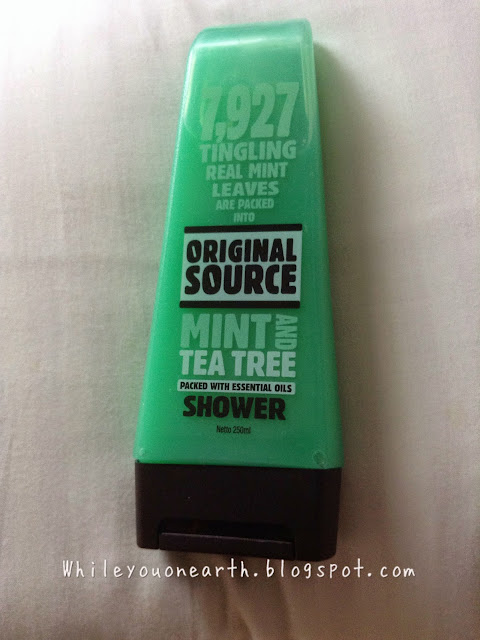 7,927
TINGLING
REAL MINT
LEAVES
ARE PACKED
INTO
ORIGINAL
SOURCE
MINT AND
TEA TREE
PACKED WITH ESSENTIAL OILS
SHOWER
Netto 250ml
Whileyouonearth.blogspot.com